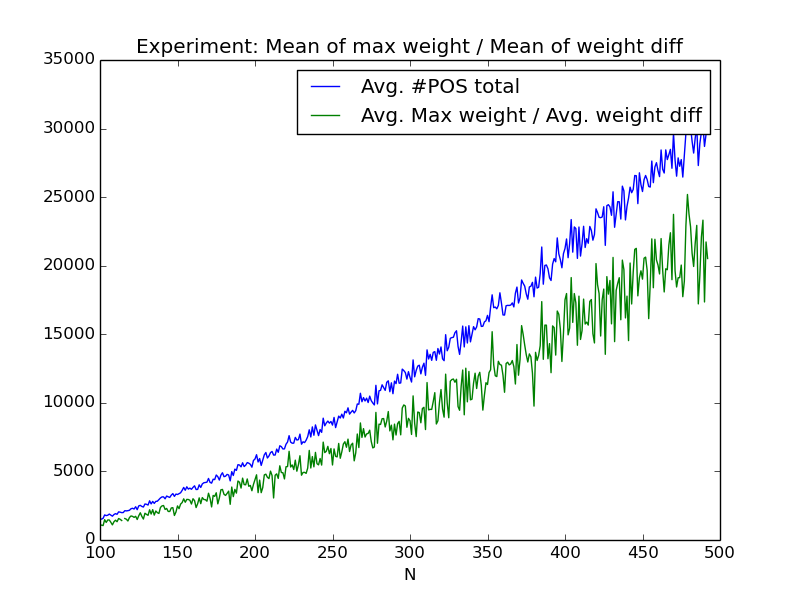 Experiment: Mean of max weight / Mean of weight diff
35000
30000
25000
20000
15000
10000
5000
0
Avg. #POS total
Avg. Max weight / Avg. weight diff
100 150 200 250 300 350 400 450 500
N